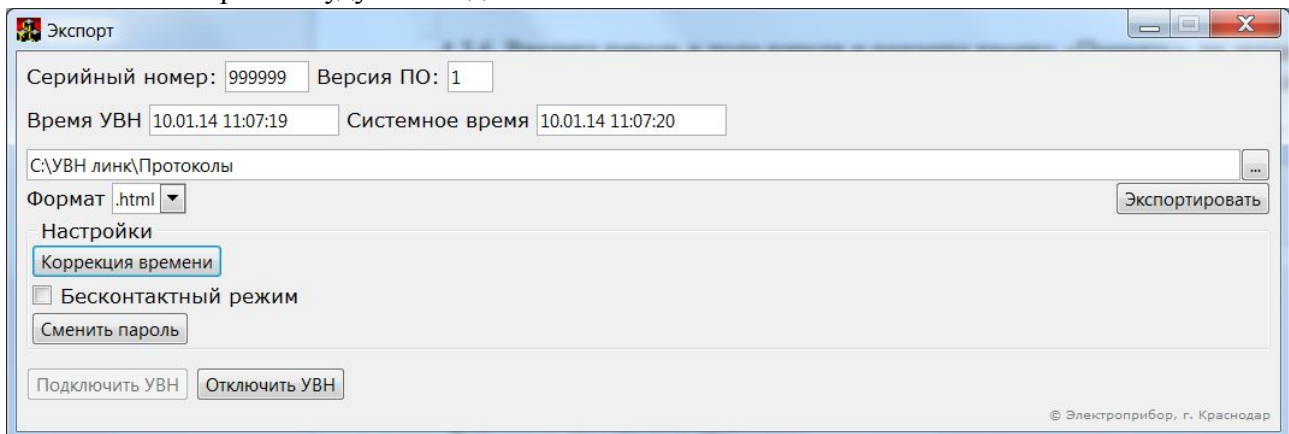 Экспорт
Серийный номер: 999999 Версия ПО: 1
Время УВН 10.01.14 11:07:19 Системное время 10.01.14 11:07:20
C:\УВН линк\Протоколы ...
Формат .html Экспортировать
Настройки
Коррекция времени
Бесконтактный режим
Сменить пароль
Подключить УВН Отключить УВН
© Электроприбор, г. Краснодар